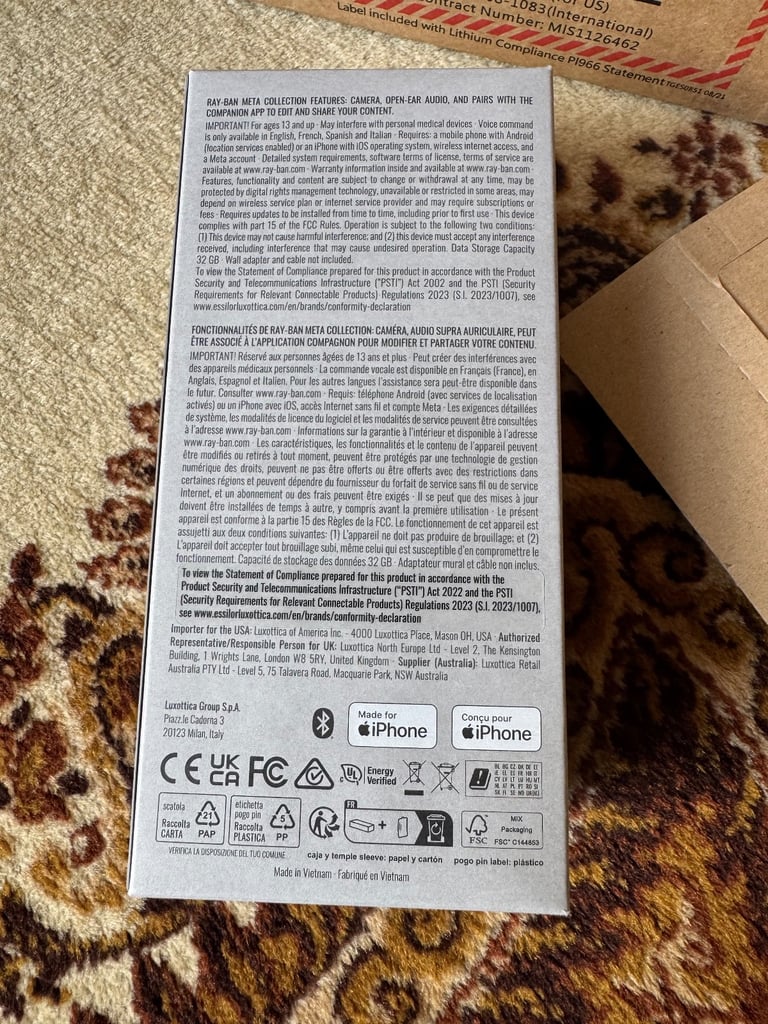 or US)
-1083(International)
ntract Number: MIS1126462
Label included with Lithium Compliance PI966 Statement TGES0851 08/21
RAY-BAN META COLLECTION FEATURES: CAMERA, OPEN-EAR AUDIO, AND PAIRS WITH THE
COMPANION APP TO EDIT AND SHARE YOUR CONTENT.
IMPORTANT! For ages 13 and up · May interfere with personal medical devices · Voice command
is only available in English, French, Spanish and Italian · Requires: a mobile phone with Android
(location services enabled) or an iPhone with iOS operating system, wireless internet access, and
a Meta account · Detailed system requirements, software terms of license, terms of service are
available at www.ray-ban.com · Warranty information inside and available at www.ray-ban.com ·
Features, functionality and content are subject to change or withdrawal at any time, may be
protected by digital rights management technology, unavailable or restricted in some areas, may
depend on wireless service plan or internet service provider and may require subscriptions or
fees · Requires updates to be installed from time to time, including prior to first use · This device
complies with part 15 of the FCC Rules. Operation is subject to the following two conditions:
(1) This device may not cause harmful interference; and (2) this device must accept any interference
received, including interference that may cause undesired operation. Data Storage Capacity
32 GB · Wall adapter and cable not included.
To view the Statement of Compliance prepared for this product in accordance with the Product
Security and Telecommunications Infrastructure ("PSTI") Act 2002 and the PSTI (Security
Requirements for Relevant Connectable Products) Regulations 2023 (S.I. 2023/1007), see
www.essilorluxottica.com/en/brands/conformity-declaration
FONCTIONNALITÉS DE RAY-BAN META COLLECTION: CAMÉRA, AUDIO SUPRA AURICULAIRE, PEUT
ÊTRE ASSOCIÉ À L'APPLICATION COMPAGNON POUR MODIFIER ET PARTAGER VOTRE CONTENU.
IMPORTANT! Réservé aux personnes âgées de 13 ans et plus · Peut créer des interférences avec
des appareils médicaux personnels · La commande vocale est disponible en Français (France), en
Anglais, Espagnol et Italien. Pour les autres langues l'assistance sera peut-être disponible dans
le futur. Consulter www.ray-ban.com · Requis: téléphone Android (avec services de localisation
activés) ou un iPhone avec iOS, accès Internet sans fil et compte Meta · Les exigences détaillées
de système, les modalités de licence du logiciel et les modalités de service peuvent être consultées
à l'adresse www.ray-ban.com · Informations sur la garantie à l'intérieur et disponible à l'adresse
www.ray-ban.com · Les caractéristiques, les fonctionnalités et le contenu de l'appareil peuvent
être modifiés ou retirés à tout moment, peuvent être protégés par une technologie de gestion
numérique des droits, peuvent ne pas être offerts ou être offerts avec des restrictions dans
certaines régions et peuvent dépendre du fournisseur du forfait de service sans fil ou de service
Internet, et un abonnement ou des frais peuvent être exigés · Il se peut que des mises à jour
doivent être installées de temps à autre, y compris avant la première utilisation · Le présent
appareil est conforme à la partie 15 des Règles de la FCC. Le fonctionnement de cet appareil est
assujetti aux deux conditions suivantes: (1) L'appareil ne doit pas produire de brouillage; et (2)
L'appareil doit accepter tout brouillage subi, même celui qui est susceptible d'en compromettre le
fonctionnement. Capacité de stockage des données 32 GB · Adaptateur mural et câble non inclus.
To view the Statement of Compliance prepared for this product in accordance with the
Product Security and Telecommunications Infrastructure ("PSTI") Act 2022 and the PSTI
(Security Requirements for Relevant Connectable Products) Regulations 2023 (S.I. 2023/1007),
see www.essilorluxottica.com/en/brands/conformity-declaration
Importer for the USA: Luxottica of America Inc. · 4000 Luxottica Place, Mason OH, USA · Authorized
Representative/Responsible Person for UK: Luxottica North Europe Ltd - Level 2, The Kensington
Building, 1 Wrights Lane, London W8 5RY, United Kingdom · Supplier (Australia): Luxottica Retail
Australia PTY Ltd - Level 5, 75 Talavera Road, Macquarie Park, NSW Australia
Luxottica Group S.p.A.
Piazz.le Cadorna 3
20123 Milan, Italy
Made for
iPhone
Conçu pour
iPhone
CE
UK
CA
FC
UL
Energy
Verified
scatola
Raccolta
CARTA
21
PAP
etichetta
pogo pin
Raccolta
PLASTICA
5
PP
FR
+
FSC
MIX
Packaging
FSC® C144853
VERIFICA LA DISPOSIZIONE DEL TUO COMUNE
caja y temple sleeve: papel y cartón
pogo pin label: plástico
Made in Vietnam · Fabriqué en Vietnam